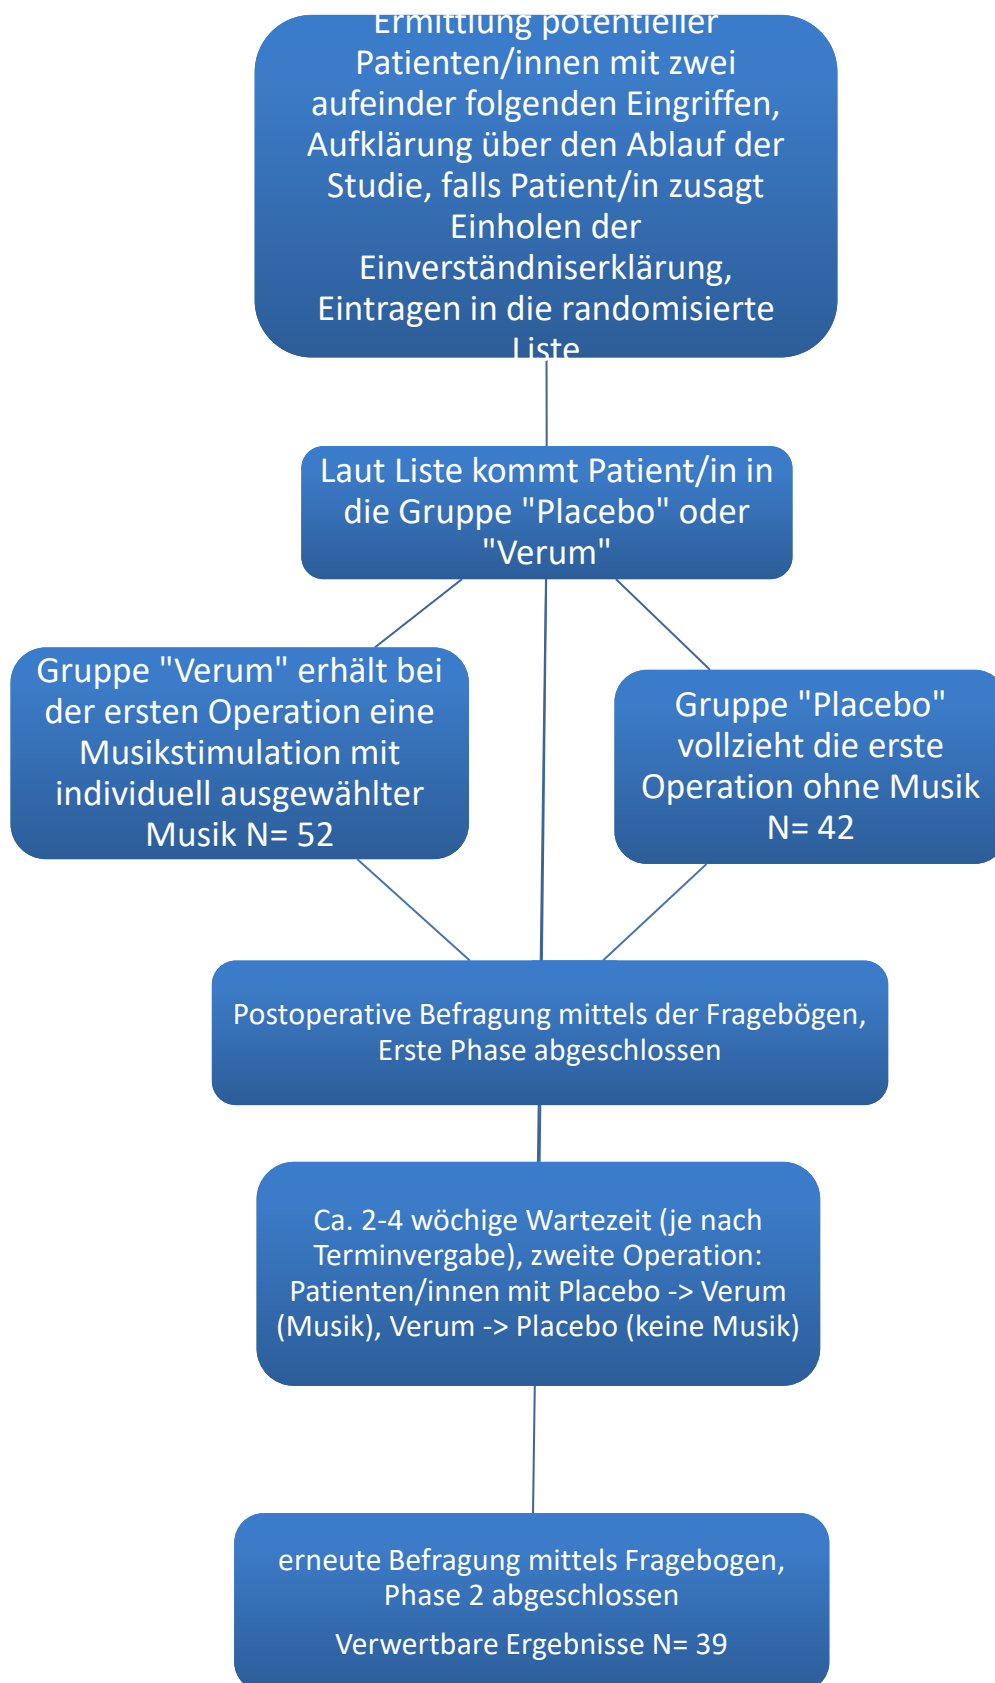 Ermittlung potentieller
Patienten/innen mit zwei
aufeinder folgenden Eingriffen,
Aufklärung über den Ablauf der
Studie, falls Patient/in zusagt
Einholen der
Einverständniserklärung,
Eintragen in die randomisierte
Liste
Laut Liste kommt Patient/in in
die Gruppe "Placebo" oder
"Verum"
Gruppe "Verum" erhält bei
der ersten Operation eine
Musikstimulation mit
individuell ausgewählter
Musik N= 52
Gruppe "Placebo"
vollzieht die erste
Operation ohne Musik
N= 42
Postoperative Befragung mittels der Fragebögen,
Erste Phase abgeschlossen
Ca. 2-4 wöchige Wartezeit (je nach
Terminvergabe), zweite Operation:
Patienten/innen mit Placebo -> Verum
(Musik), Verum -> Placebo (keine Musik)
erneute Befragung mittels Fragebogen,
Phase 2 abgeschlossen
Verwertbare Ergebnisse N= 39